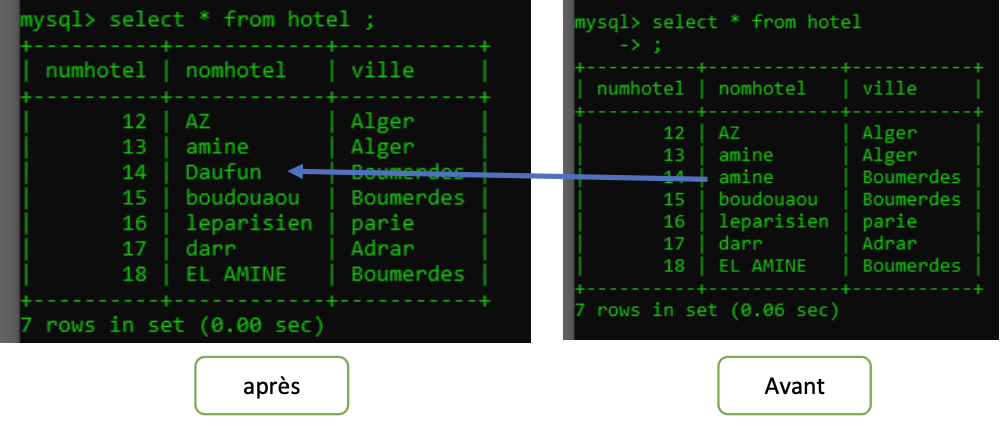 mysql> select * from hotel ;
+----------+------------+-----------+
| numhotel | nomhotel | ville |
+----------+------------+-----------+
| 12 | AZ | Alger |
| 13 | amine | Alger |
| 14 | Daufun | Boumerdes |
| 15 | boudouaou | Boumerdes |
| 16 | leparisien | parie |
| 17 | darr | Adrar |
| 18 | EL AMINE | Boumerdes |
+----------+------------+-----------+
7 rows in set (0.00 sec)
après
mysql> select * from hotel
-> ;
+----------+------------+-----------+
| numhotel | nomhotel | ville |
+----------+------------+-----------+
| 12 | AZ | Alger |
| 13 | amine | Alger |
| 14 | amine | Boumerdes |
| 15 | boudouaou | Boumerdes |
| 16 | leparisien | parie |
| 17 | darr | Adrar |
| 18 | EL AMINE | Boumerdes |
+----------+------------+-----------+
7 rows in set (0.06 sec)
Avant